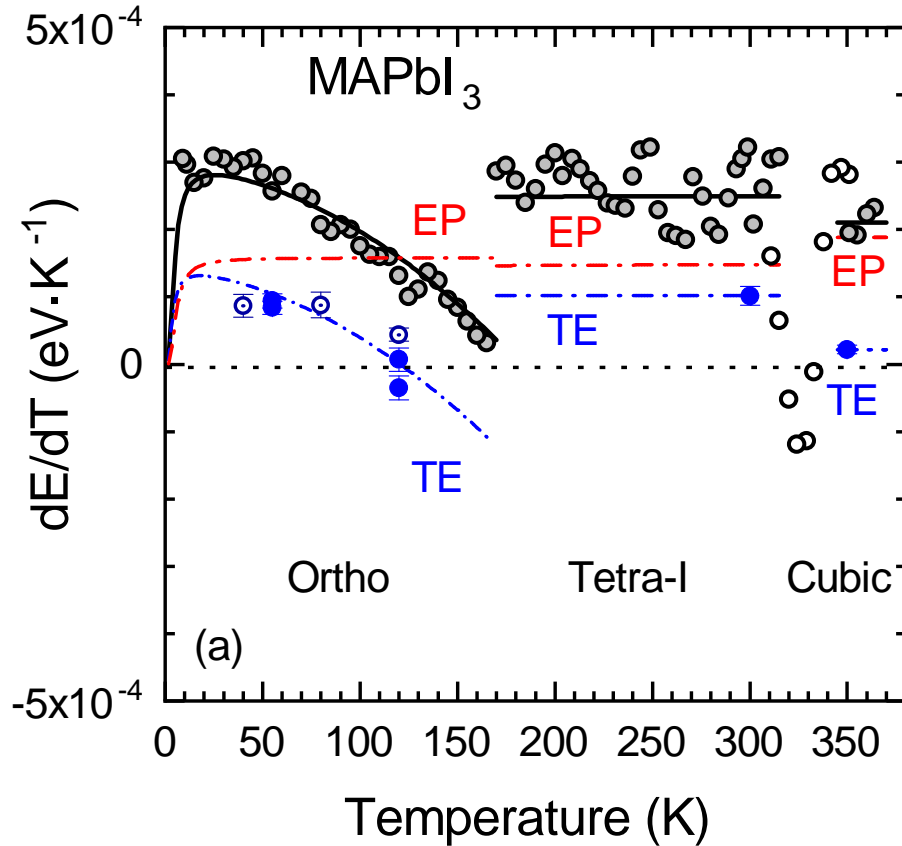 5x10⁻⁴
MAPbI₃
dE/dT (eV·K⁻¹)
EP
EP
EP
TE
TE
TE
0
Ortho
Tetra-I
Cubic
(a)
-5x10⁻⁴
0
50
100
150
200
250
300
350
Temperature (K)